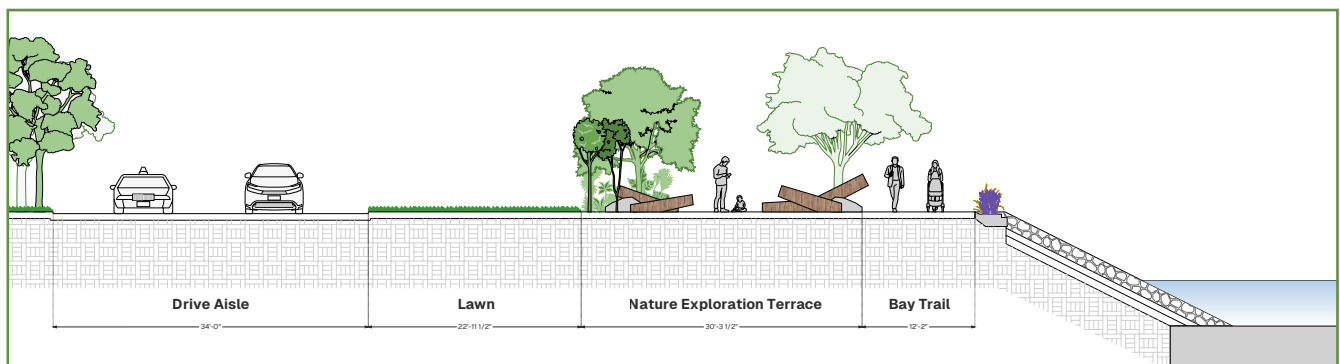 Drive Aisle
Lawn
Nature Exploration Terrace
Bay Trail
34'-0"
22'-11 1/2"
30'-3 1/2"
12'-2"